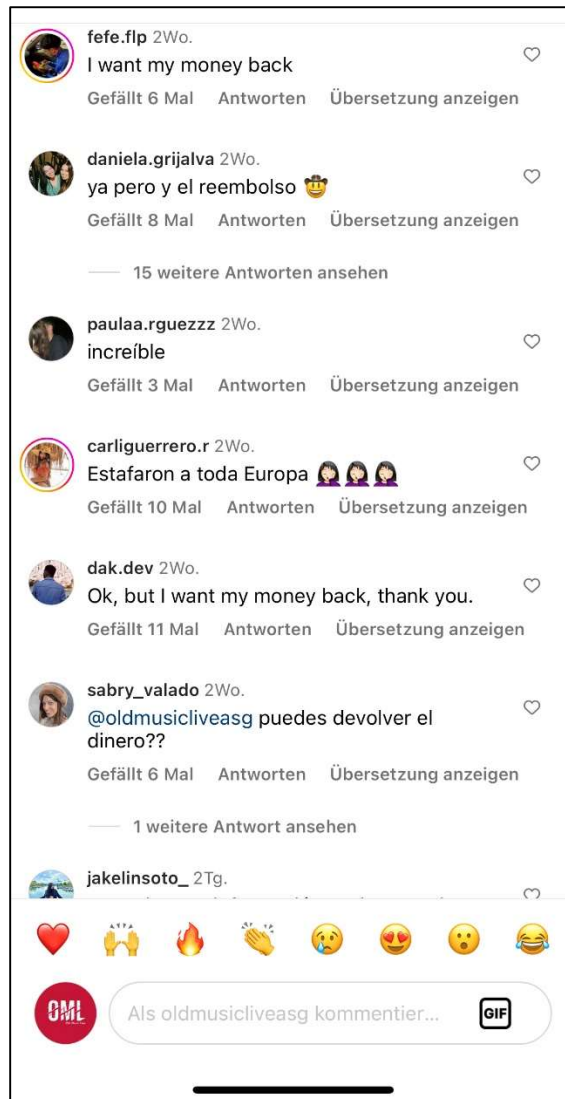 fefe.flp 2Wo.
I want my money back
Gefällt 6 Mal Antworten Übersetzung anzeigen
daniela.grijalva 2Wo.
ya pero y el reembolso 🤠
Gefällt 8 Mal Antworten Übersetzung anzeigen
15 weitere Antworten ansehen
paulaa.rguezzz 2Wo.
increíble
Gefällt 3 Mal Antworten Übersetzung anzeigen
carliguerrero.r 2Wo.
Estafaron a toda Europa 🤦🏻‍♀️🤦🏻‍♀️🤦🏻‍♀️
Gefällt 10 Mal Antworten Übersetzung anzeigen
dak.dev 2Wo.
Ok, but I want my money back, thank you.
Gefällt 11 Mal Antworten Übersetzung anzeigen
sabry_valado 2Wo.
@oldmusicliveasg puedes devolver el
dinero??
Gefällt 6 Mal Antworten Übersetzung anzeigen
1 weitere Antwort ansehen
jakelinsoto_ 2Tg.
OML
Als oldmusicliveasg kommentier...
GIF